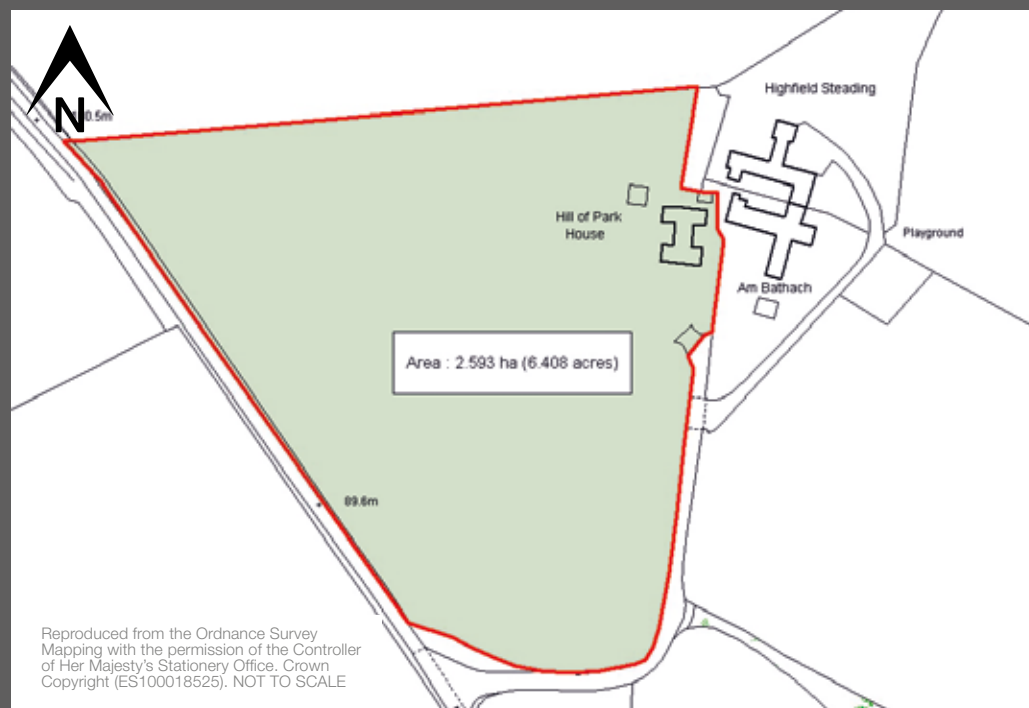 N
0.5m
Highfield Steading
Hill of Park
House
Playground
Am Bathach
Area : 2.593 ha (6.408 acres)
89.6m
Reproduced from the Ordnance Survey
Mapping with the permission of the Controller
of Her Majesty's Stationery Office. Crown
Copyright (ES100018525). NOT TO SCALE